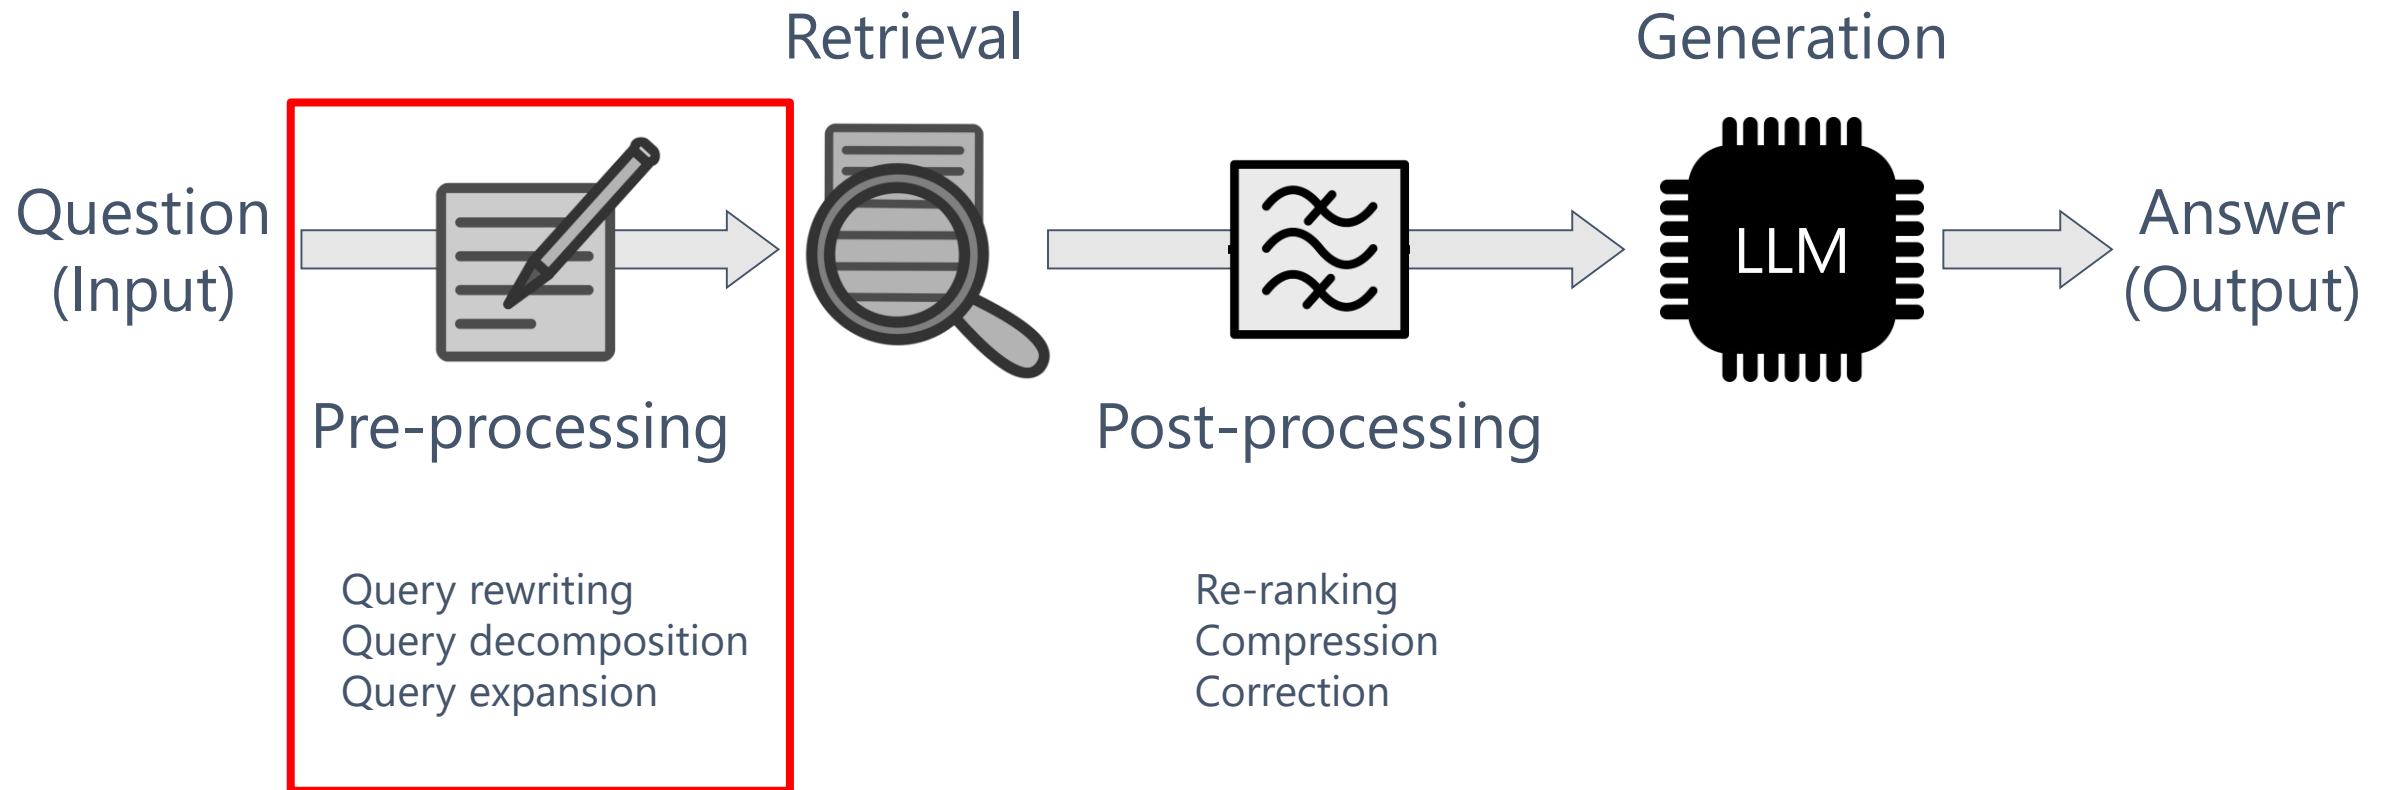 Retrieval
Generation
Question
(Input)
LLM
Answer
(Output)
Pre-processing
Post-processing
Query rewriting
Query decomposition
Query expansion
Re-ranking
Compression
Correction